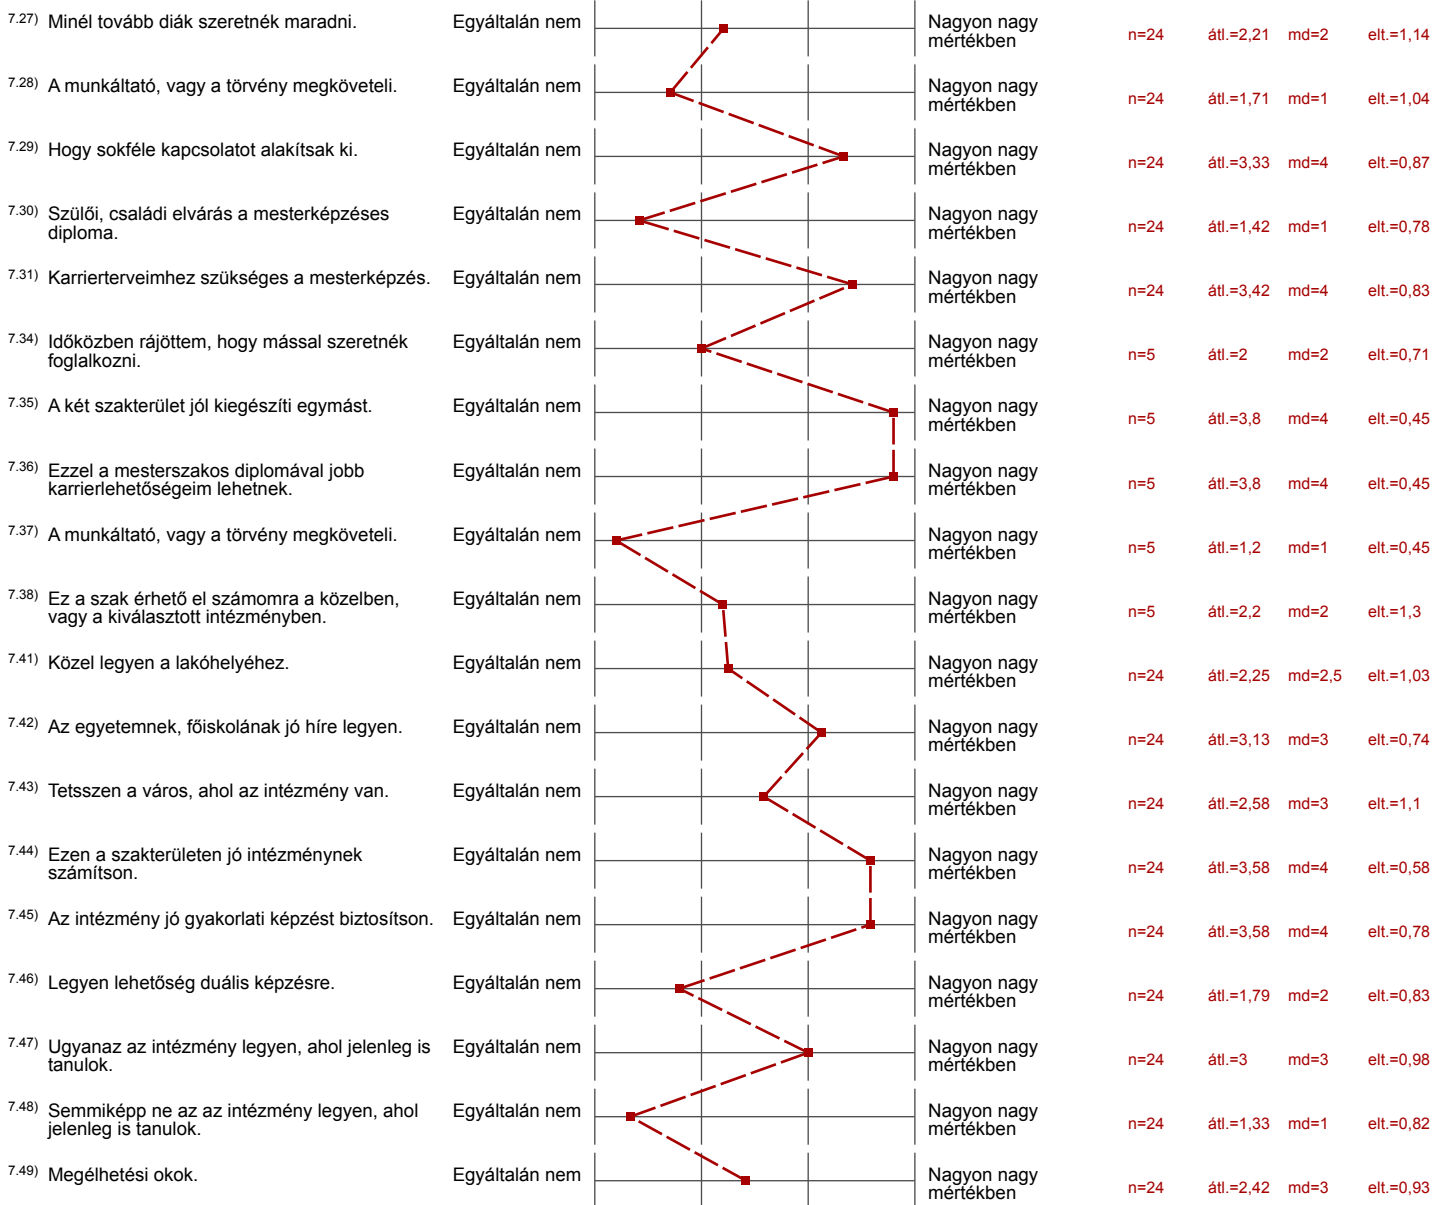 7.27) Minél tovább diák szeretnék maradni. Egyáltalán nem Nagyon nagy
mértékben n=24 átl.=2,21 md=2 elt.=1,14
7.28) A munkáltató, vagy a törvény megköveteli. Egyáltalán nem Nagyon nagy
mértékben n=24 átl.=1,71 md=1 elt.=1,04
7.29) Hogy sokféle kapcsolatot alakítsak ki. Egyáltalán nem Nagyon nagy
mértékben n=24 átl.=3,33 md=4 elt.=0,87
7.30) Szülői, családi elvárás a mesterképzéses Egyáltalán nem Nagyon nagy
diploma. mértékben n=24 átl.=1,42 md=1 elt.=0,78
7.31) Karrierterveimhez szükséges a mesterképzés. Egyáltalán nem Nagyon nagy
mértékben n=24 átl.=3,42 md=4 elt.=0,83
7.34) Időközben rájöttem, hogy mással szeretnék Egyáltalán nem Nagyon nagy
foglalkozni. mértékben n=5 átl.=2 md=2 elt.=0,71
7.35) A két szakterület jól kiegészíti egymást. Egyáltalán nem Nagyon nagy
mértékben n=5 átl.=3,8 md=4 elt.=0,45
7.36) Ezzel a mesterszakos diplomával jobb Egyáltalán nem Nagyon nagy
karrierlehetőségeim lehetnek. mértékben n=5 átl.=3,8 md=4 elt.=0,45
7.37) A munkáltató, vagy a törvény megköveteli. Egyáltalán nem Nagyon nagy
mértékben n=5 átl.=1,2 md=1 elt.=0,45
7.38) Ez a szak érhető el számomra a közelben, Egyáltalán nem Nagyon nagy
vagy a kiválasztott intézményben. mértékben n=5 átl.=2,2 md=2 elt.=1,3
7.41) Közel legyen a lakóhelyéhez. Egyáltalán nem Nagyon nagy
mértékben n=24 átl.=2,25 md=2,5 elt.=1,03
7.42) Az egyetemnek, főiskolának jó híre legyen. Egyáltalán nem Nagyon nagy
mértékben n=24 átl.=3,13 md=3 elt.=0,74
7.43) Tetsszen a város, ahol az intézmény van. Egyáltalán nem Nagyon nagy
mértékben n=24 átl.=2,58 md=3 elt.=1,1
7.44) Ezen a szakterületen jó intézménynek Egyáltalán nem Nagyon nagy
számítson. mértékben n=24 átl.=3,58 md=4 elt.=0,58
7.45) Az intézmény jó gyakorlati képzést biztosítson. Egyáltalán nem Nagyon nagy
mértékben n=24 átl.=3,58 md=4 elt.=0,78
7.46) Legyen lehetőség duális képzésre. Egyáltalán nem Nagyon nagy
mértékben n=24 átl.=1,79 md=2 elt.=0,83
7.47) Ugyanaz az intézmény legyen, ahol jelenleg is Egyáltalán nem Nagyon nagy
tanulok. mértékben n=24 átl.=3 md=3 elt.=0,98
7.48) Semmiképp ne az az intézmény legyen, ahol Egyáltalán nem Nagyon nagy
jelenleg is tanulok. mértékben n=24 átl.=1,33 md=1 elt.=0,82
7.49) Megélhetési okok. Egyáltalán nem Nagyon nagy
mértékben n=24 átl.=2,42 md=3 elt.=0,93